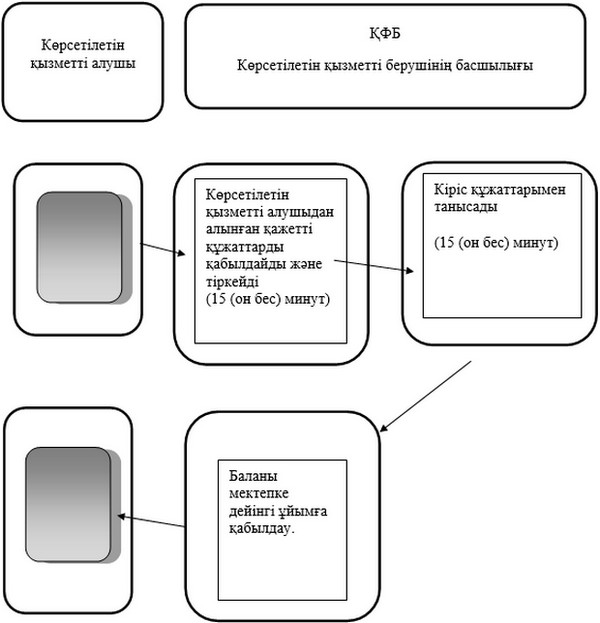 Көрсетілетін
қызметті алушы
ҚФБ
Көрсетілетін қызметті берушінің басшылығы
Көрсетілетін
қызметті алушыдан
алынған қажетті
құжаттарды
қабылдайды және
тіркейді
(15 (он бес) минут)
Кіріс құжаттарымен
танысады
(15 (он бес) минут)
Баланы
мектепке
дейінгі ұйымға
қабылдау.